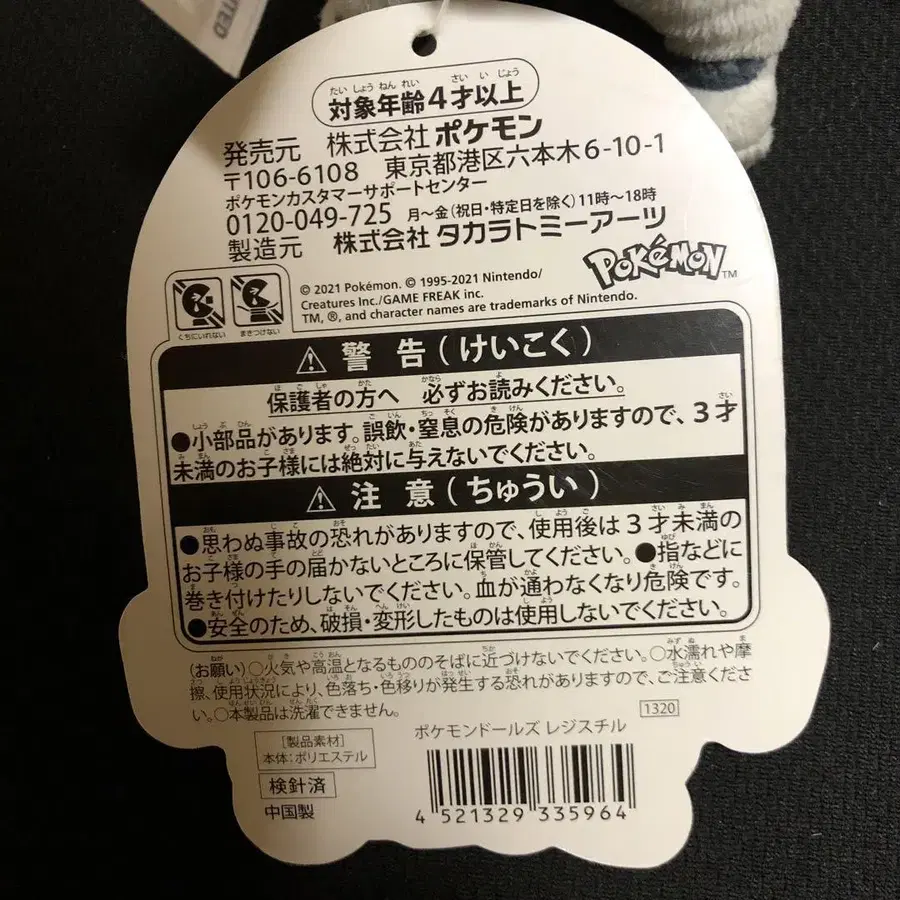 LIMITED
対象年齢4才以上
発売元 株式会社 ポケモン
〒106-6108 東京都港区六本木6-10-1
ポケモンカスタマーサポートセンター
0120-049-725 月～金(祝日・特定日を除く)11時～18時
製造元 株式会社 タカラトミーアーツ
POKéMON™
© 2021 Pokémon. © 1995-2021 Nintendo/
Creatures Inc./GAME FREAK inc.
TM, ®, and character names are trademarks of Nintendo.
くちにいれない まきつけない
⚠ 警告(けいこく)
保護者の方へ 必ずお読みください。
●小部品があります。誤飲・窒息の危険がありますので、3才
未満のお子様には絶対に与えないでください。
⚠ 注意(ちゅうい)
●思わぬ事故の恐れがありますので、使用後は3才未満の
お子様の手の届かないところに保管してください。●指などに
巻き付けたりしないでください。血が通わなくなり危険です。
●安全のため、破損・変形したものは使用しないでください。
(お願い)○火気や高温となるもののそばに近づけないでください。○水濡れや摩
擦、使用状況により、色落ち・色移りが発生する恐れがありますので、ご注意くださ
い。○本製品は洗濯できません。
1320
[製品素材]
本体:ポリエステル
検針済
中国製
ポケモンドールズ レジスチル
4 521329 335964